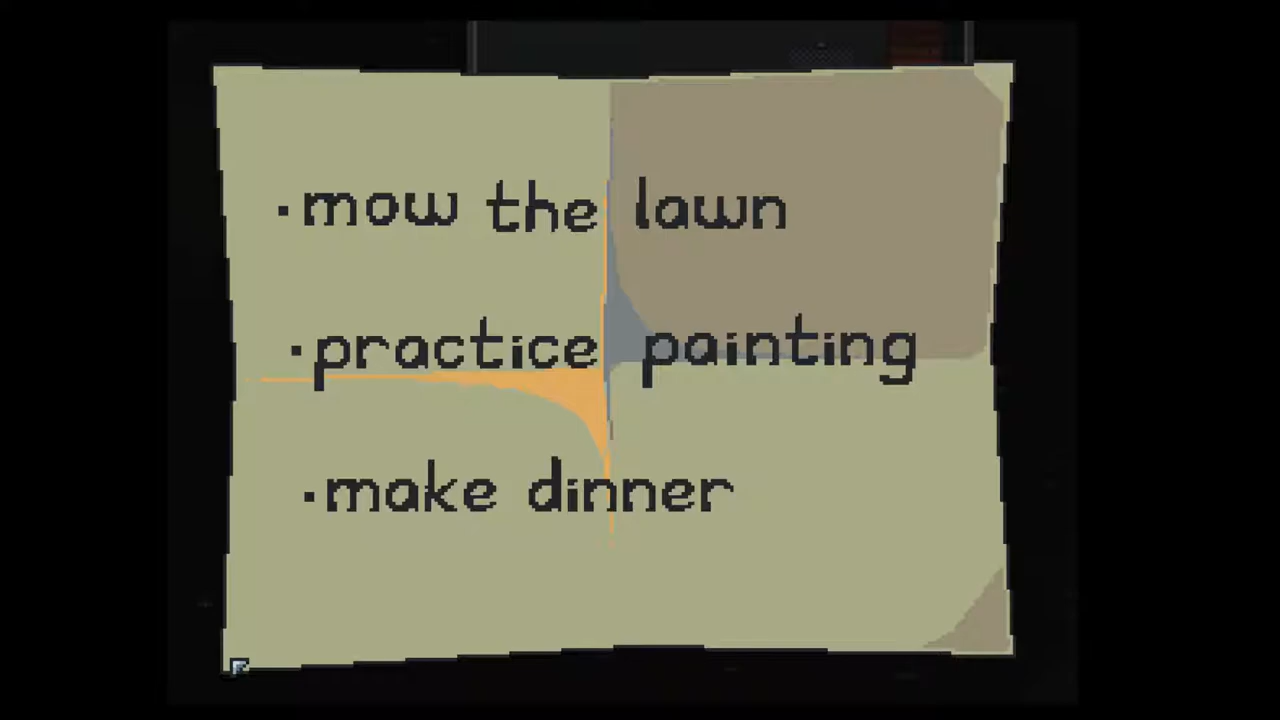 ·mow the lawn
·practice painting
·make dinner